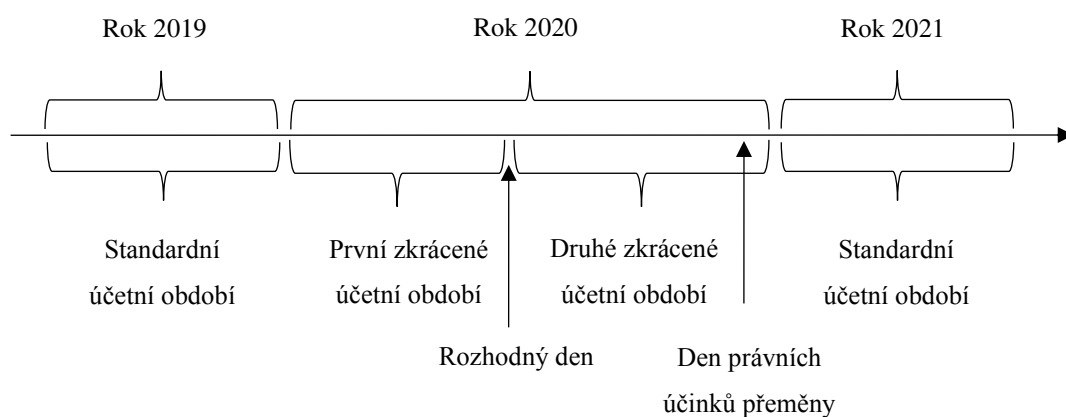 Rok 2019
Rok 2020
Rok 2021
Standardní
účetní období
První zkrácené
účetní období
Druhé zkrácené
účetní období
Standardní
účetní období
Rozhodný den
Den právních
účinků přeměny